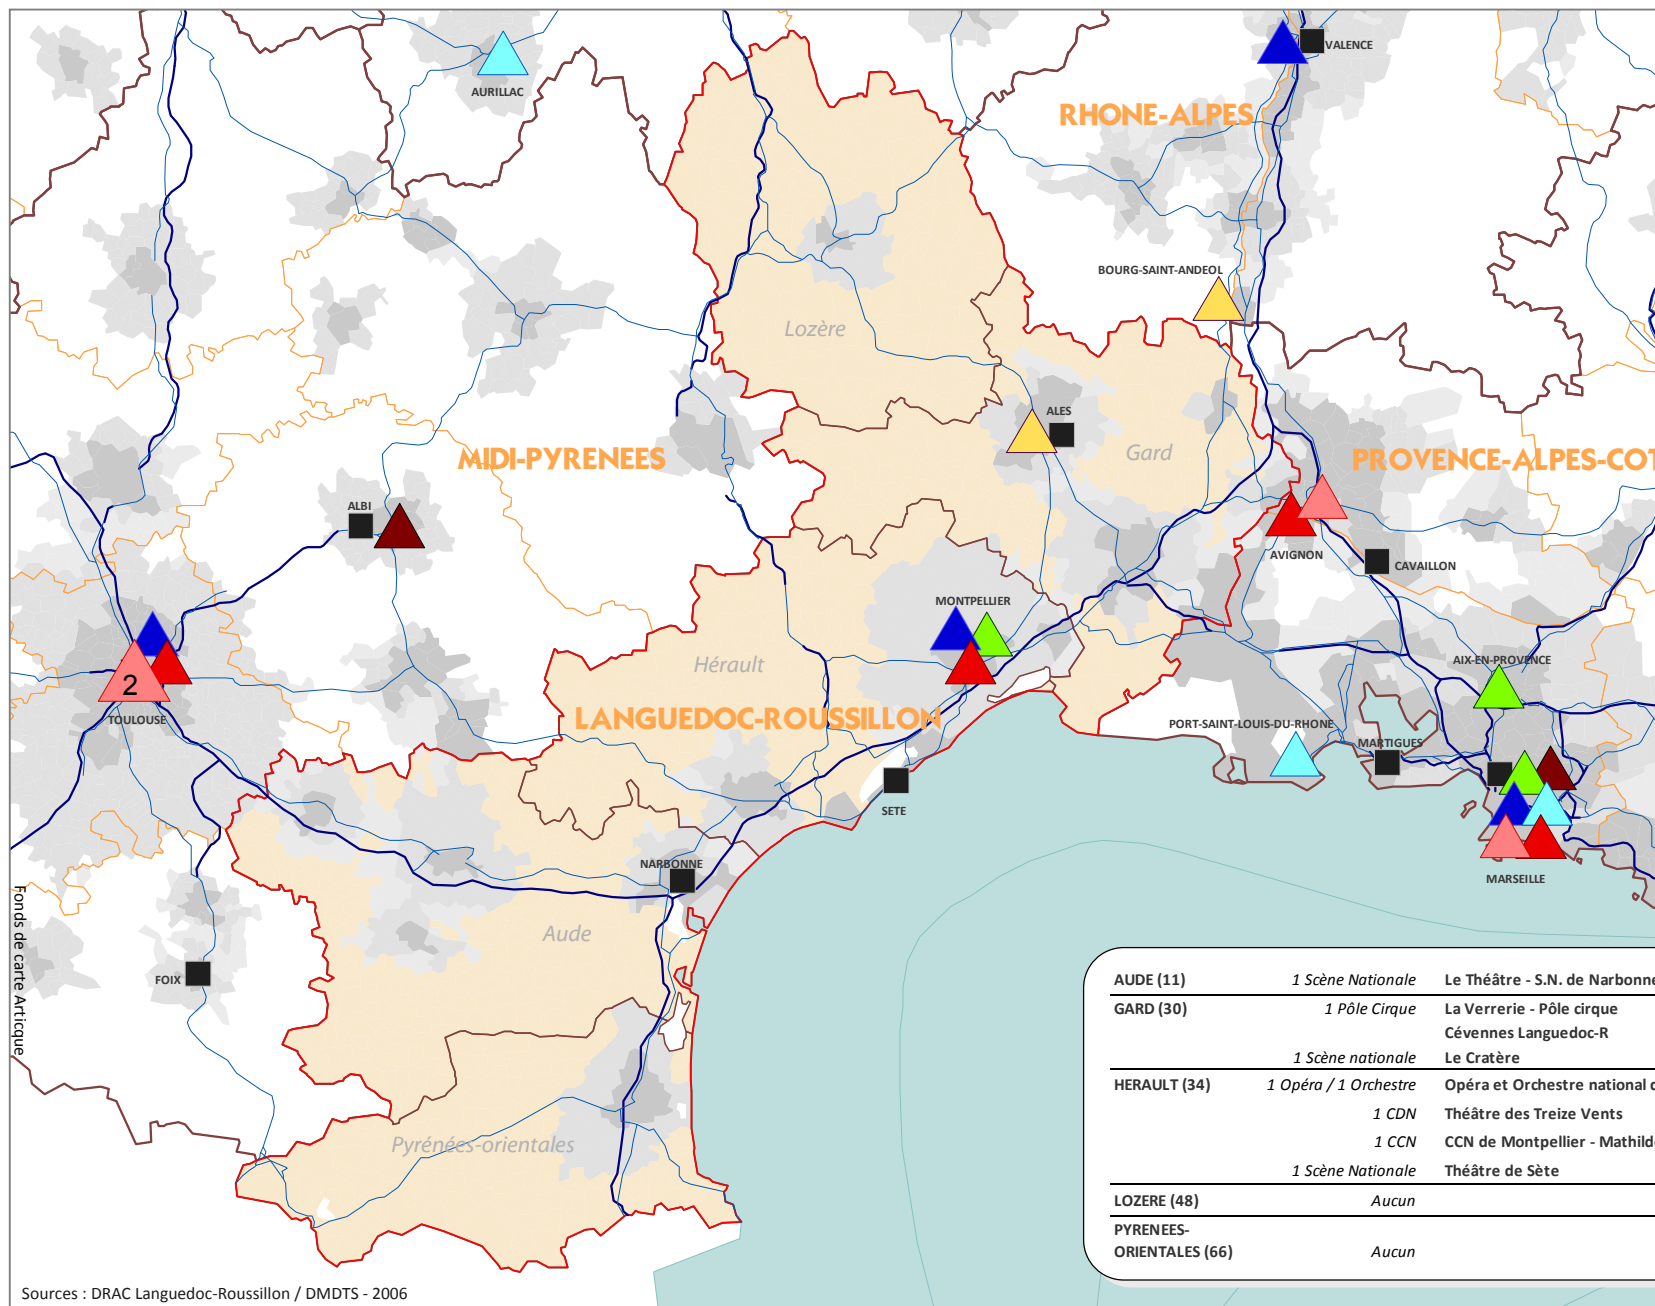 VALENCE
AURILLAC
RHONE-ALPES
BOURG-SAINT-ANDEOL
Lozère
ALES
Gard
MIDI-PYRENEES
PROVENCE-ALPES-COT
ALBI
AVIGNON
CAVAILLON
MONTPELLIER
Hérault
AIX-EN-PROVENCE
2
TOULOUSE
LANGUEDOC-ROUSSILLON
PORT-SAINT-LOUIS-DU-RHONE
MARTIGUES
SETE
NARBONNE
MARSEILLE
Aude
FOIX
Fonds de carte Articque
Pyrénées-orientales
AUDE (11) 1 Scène Nationale Le Théâtre - S.N. de Narbonne
GARD (30) 1 Pôle Cirque La Verrerie - Pôle cirque
Cévennes Languedoc-R
1 Scène nationale Le Cratère
HERAULT (34) 1 Opéra / 1 Orchestre Opéra et Orchestre national d
1 CDN Théâtre des Treize Vents
1 CCN CCN de Montpellier - Mathild
1 Scène Nationale Théâtre de Sète
LOZERE (48) Aucun
PYRENEES-
ORIENTALES (66) Aucun
Sources : DRAC Languedoc-Roussillon / DMDTS - 2006